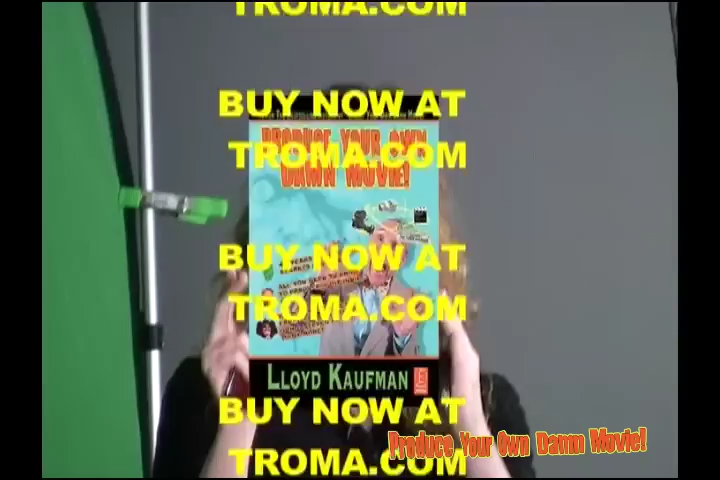 TROMA.COM
BUY NOW AT
PRODUCE YOUR OWN
TROMA.COM
DAMN MOVIE!
BUY NOW AT
TROMA.COM
LLOYD KAUFMAN
BUY NOW AT
Produce Your Own Damn Movie!
TROMA.COM